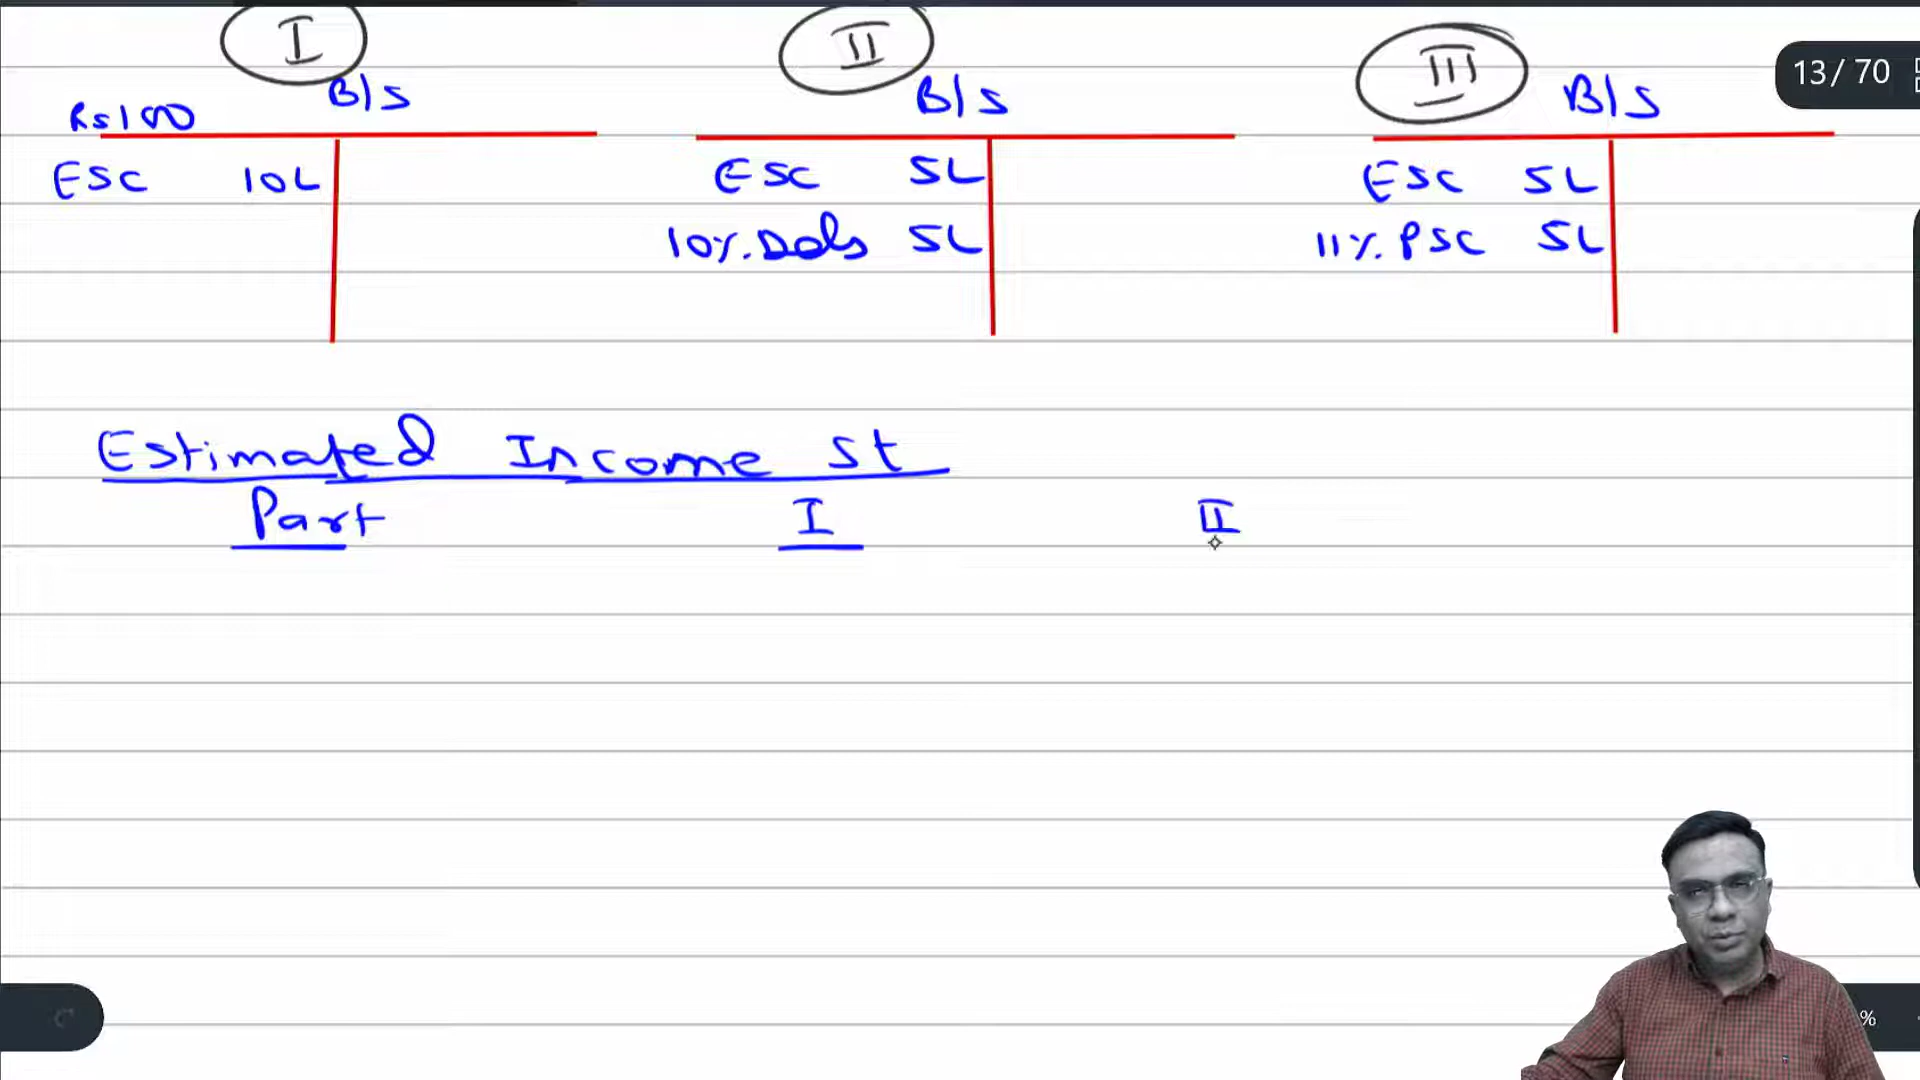 I II III
13/ 70
B/S B/S B/S
Rs100
ESC 10L ESC 5L ESC 5L
10%.Debs 5L 11%.PSC 5L
Estimated Income St
Part I II
%